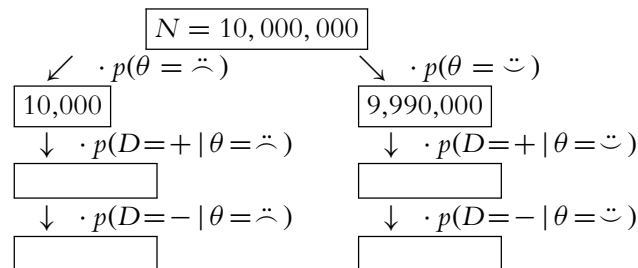 N = 10,000,000
↙ · p(θ = ⍨) ↘ · p(θ = ⍥)
10,000 9,990,000
↓ · p(D=+ | θ=⍨) ↓ · p(D=+ | θ=⍥)
↓ · p(D=− | θ=⍨) ↓ · p(D=− | θ=⍥)